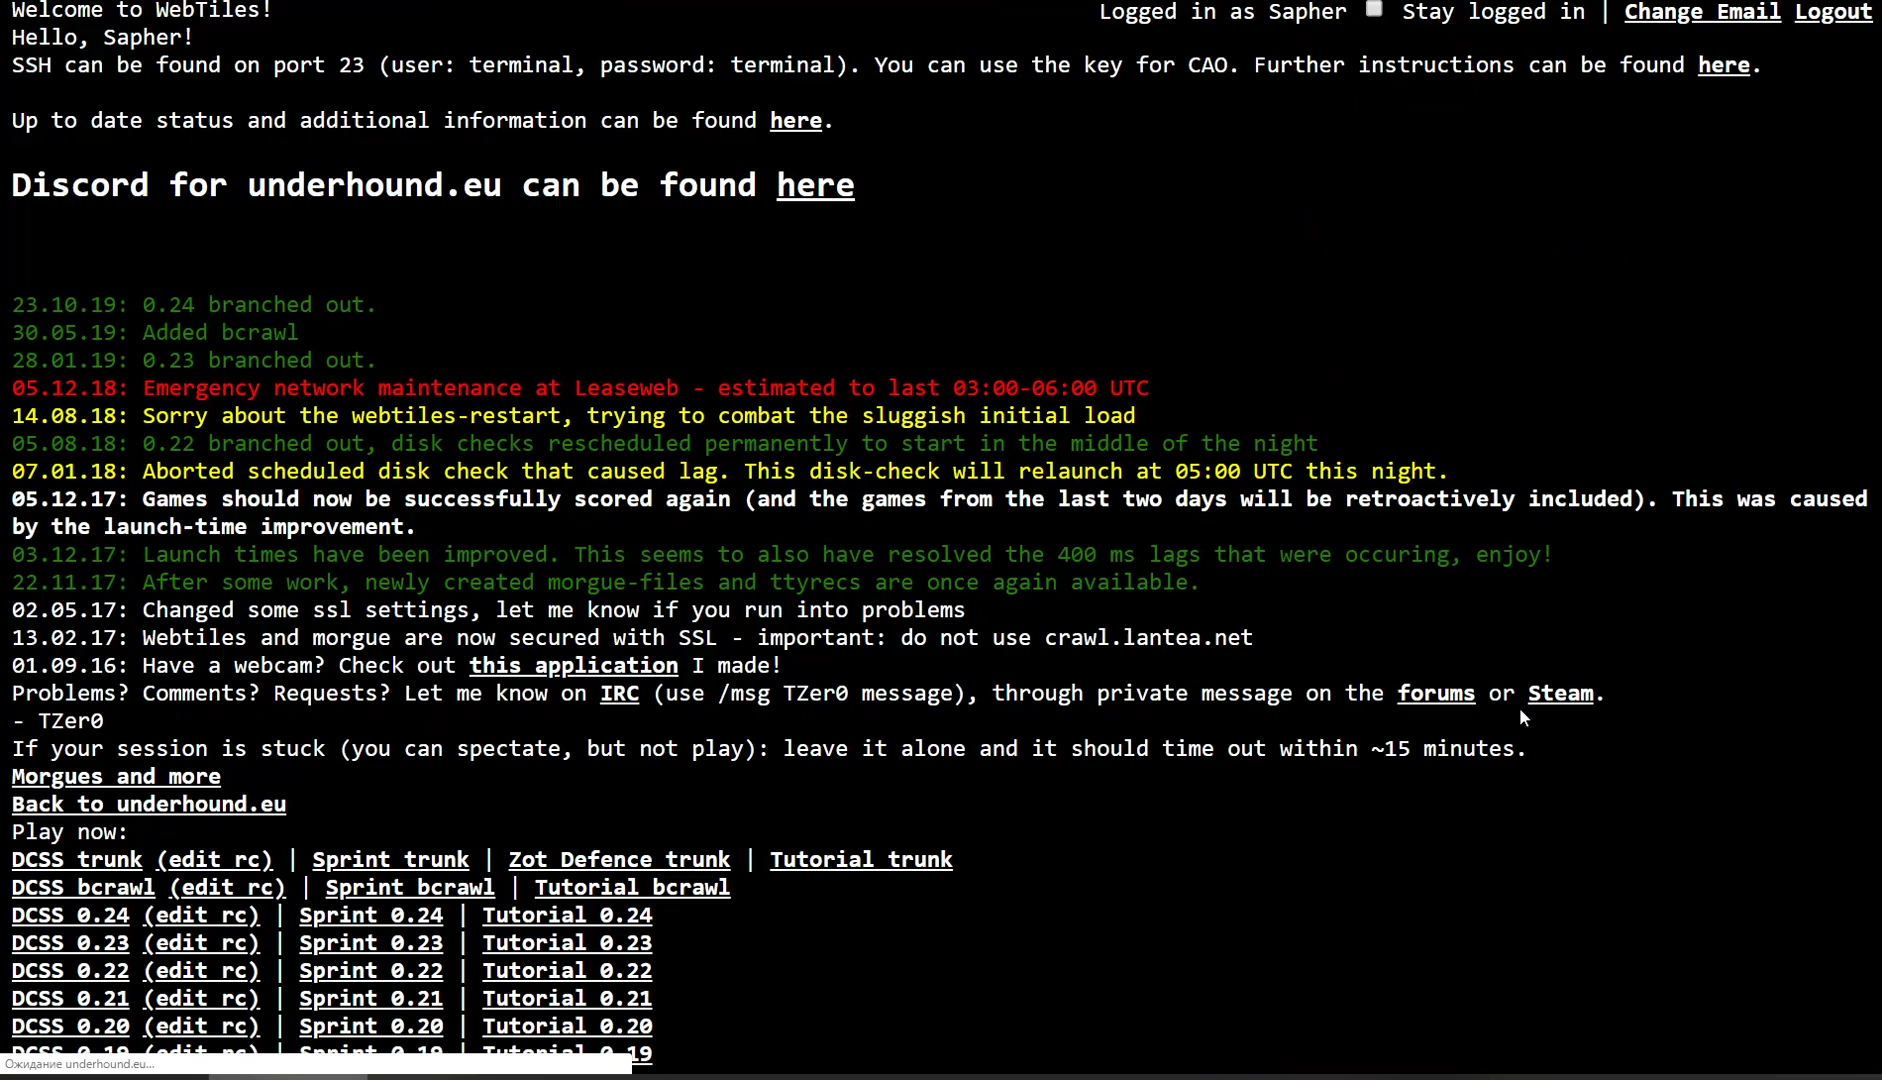 Welcome to WebTiles!
Logged in as Sapher Stay logged in | Change Email Logout
Hello, Sapher!
SSH can be found on port 23 (user: terminal, password: terminal). You can use the key for CAO. Further instructions can be found here.
Up to date status and additional information can be found here.
Discord for underhound.eu can be found here
23.10.19: 0.24 branched out.
30.05.19: Added bcrawl
28.01.19: 0.23 branched out.
05.12.18: Emergency network maintenance at Leaseweb - estimated to last 03:00-06:00 UTC
14.08.18: Sorry about the webtiles-restart, trying to combat the sluggish initial load
05.08.18: 0.22 branched out, disk checks rescheduled permanently to start in the middle of the night
07.01.18: Aborted scheduled disk check that caused lag. This disk-check will relaunch at 05:00 UTC this night.
05.12.17: Games should now be successfully scored again (and the games from the last two days will be retroactively included). This was caused
by the launch-time improvement.
03.12.17: Launch times have been improved. This seems to also have resolved the 400 ms lags that were occuring, enjoy!
22.11.17: After some work, newly created morgue-files and ttyrecs are once again available.
02.05.17: Changed some ssl settings, let me know if you run into problems
13.02.17: Webtiles and morgue are now secured with SSL - important: do not use crawl.lantea.net
01.09.16: Have a webcam? Check out this application I made!
Problems? Comments? Requests? Let me know on IRC (use /msg TZer0 message), through private message on the forums or Steam.
- TZer0
If your session is stuck (you can spectate, but not play): leave it alone and it should time out within ~15 minutes.
Morgues and more
Back to underhound.eu
Play now:
DCSS trunk (edit rc) | Sprint trunk | Zot Defence trunk | Tutorial trunk
DCSS bcrawl (edit rc) | Sprint bcrawl | Tutorial bcrawl
DCSS 0.24 (edit rc) | Sprint 0.24 | Tutorial 0.24
DCSS 0.23 (edit rc) | Sprint 0.23 | Tutorial 0.23
DCSS 0.22 (edit rc) | Sprint 0.22 | Tutorial 0.22
DCSS 0.21 (edit rc) | Sprint 0.21 | Tutorial 0.21
DCSS 0.20 (edit rc) | Sprint 0.20 | Tutorial 0.20
DCSS 0.19 (edit rc) | Sprint 0.19 | Tutorial 0.19
Ожидание underhound.eu...